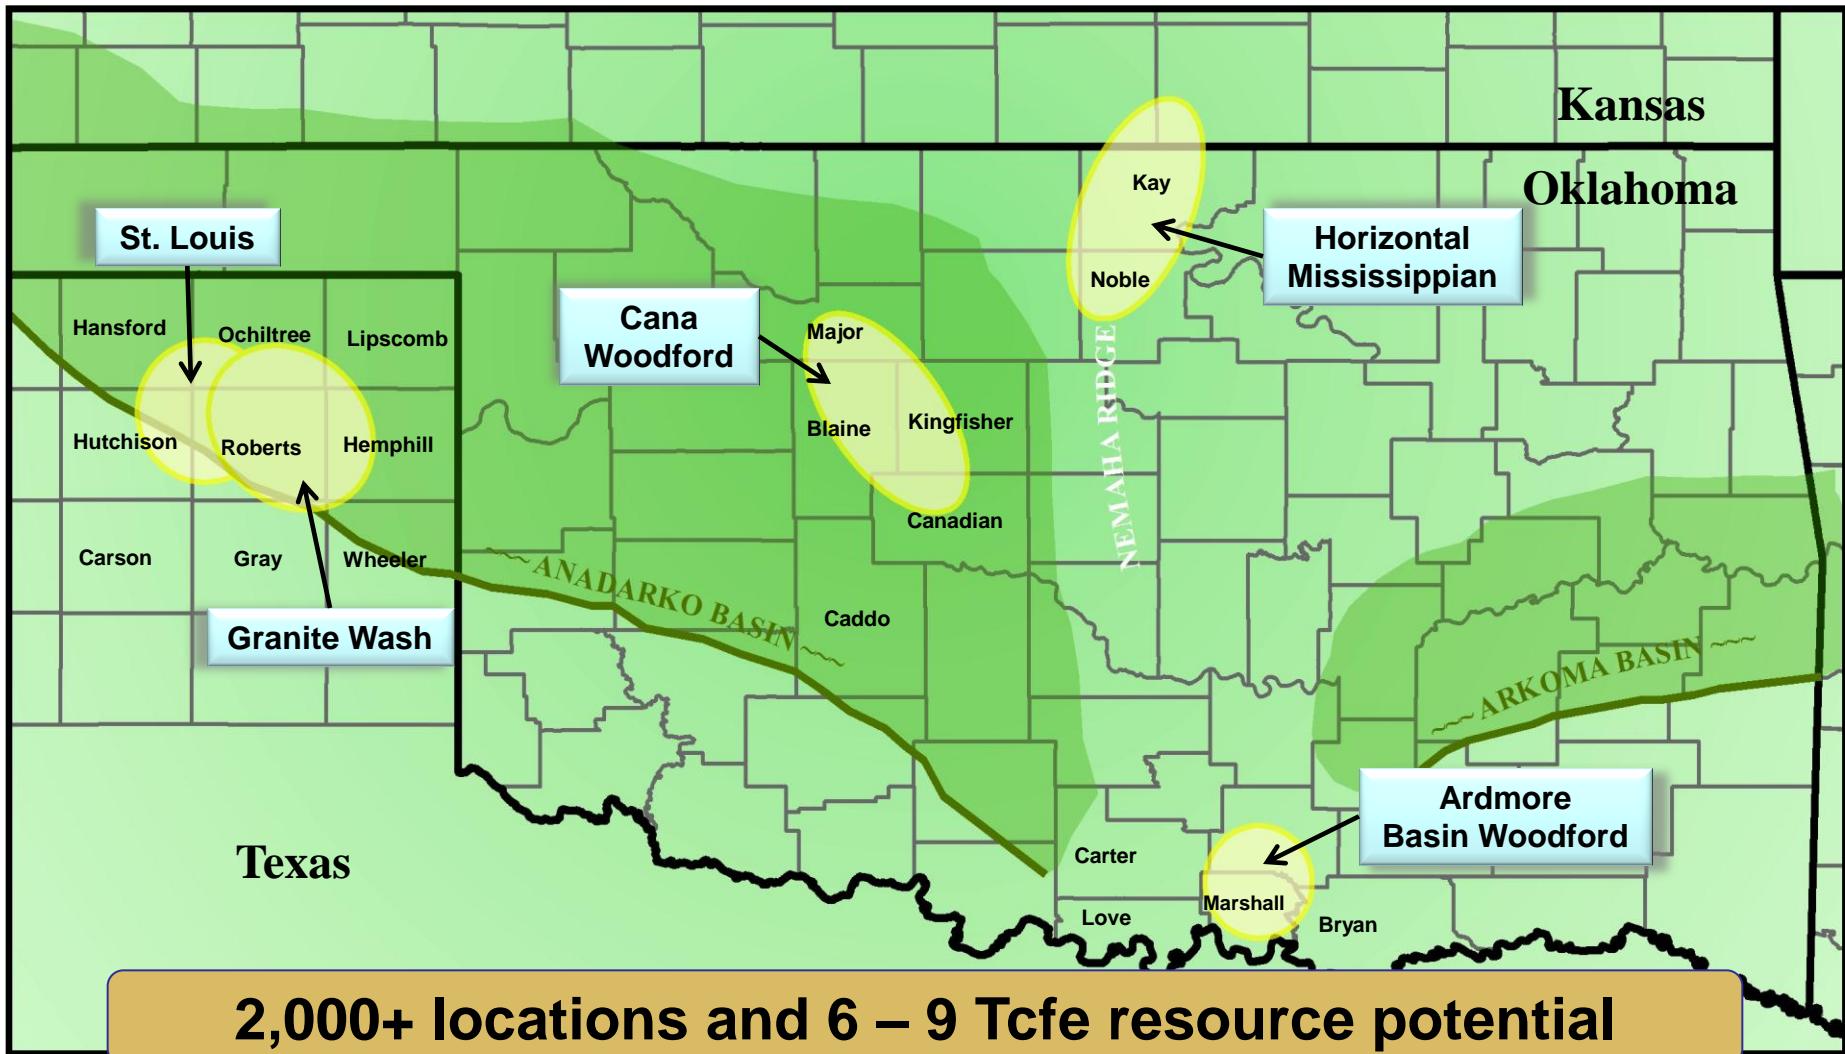 Kansas
Kay
Oklahoma
St. Louis
Horizontal
Mississippian
Noble
Cana
Woodford
Hansford
Ochiltree
Lipscomb
Major
NEMAHA RIDGE
Hutchison
Roberts
Hemphill
Blaine
Kingfisher
Canadian
Carson
Gray
Wheeler
~~~ANADARKO BASIN~~~
Caddo
Granite Wash
~~~ARKOMA BASIN~~~
Ardmore
Basin Woodford
Texas
Carter
Marshall
Love
Bryan
2,000+ locations and 6 – 9 Tcfe resource potential